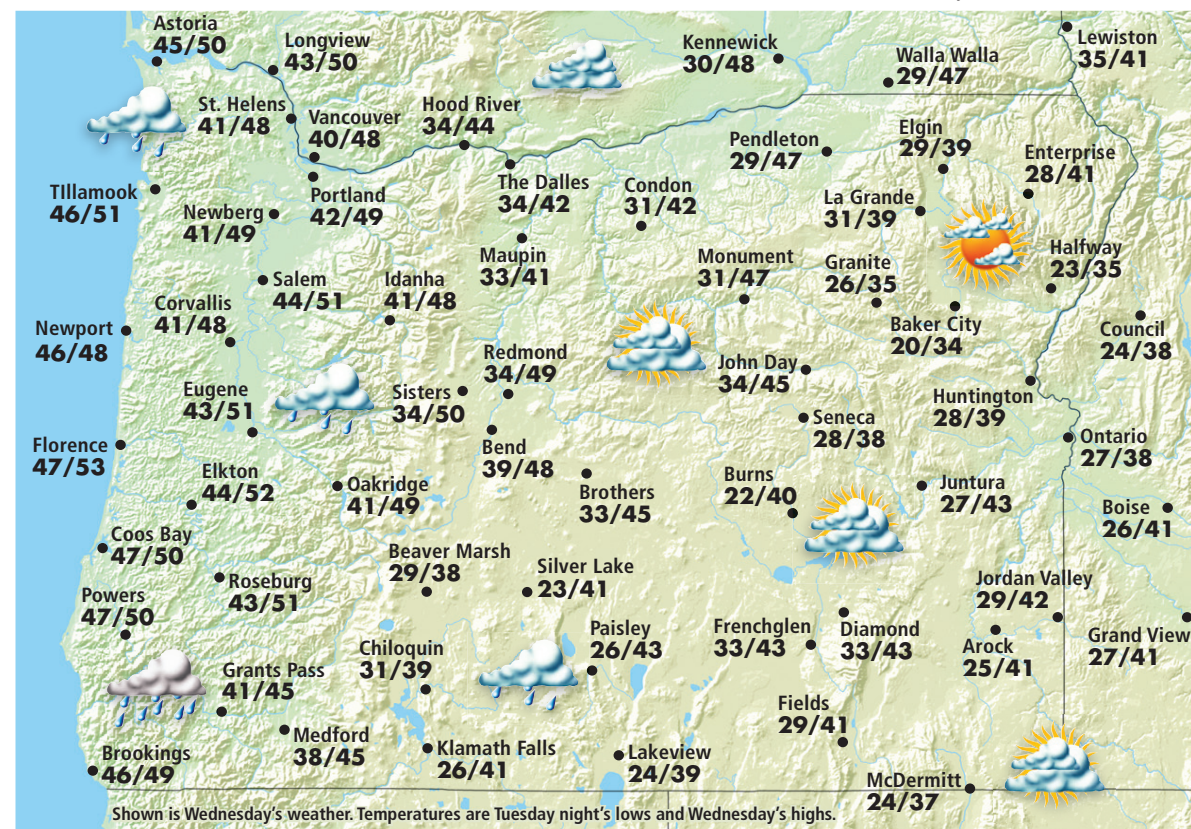 Astoria
45/50
Longview
43/50
Kennewick
30/48
Walla Walla
29/47
Lewiston
35/41
St. Helens
41/48
Vancouver
40/48
Hood River
34/44
Pendleton
29/47
Elgin
29/39
Enterprise
28/41
TIllamook
46/51
Newberg
41/49
Portland
42/49
The Dalles
34/42
Condon
31/42
La Grande
31/39
Maupin
33/41
Monument
31/47
Granite
26/35
Halfway
23/35
Salem
44/51
Idanha
41/48
Corvallis
41/48
Newport
46/48
Baker City
20/34
Council
24/38
Redmond
34/49
John Day
34/45
Eugene
43/51
Sisters
34/50
Huntington
28/39
Seneca
28/38
Florence
47/53
Bend
39/48
Ontario
27/38
Elkton
44/52
Oakridge
41/49
Brothers
33/45
Burns
22/40
Juntura
27/43
Boise
26/41
Coos Bay
47/50
Beaver Marsh
29/38
Silver Lake
23/41
Roseburg
43/51
Jordan Valley
29/42
Powers
47/50
Paisley
26/43
Frenchglen
33/43
Diamond
33/43
Arock
25/41
Grand View
27/41
Chiloquin
31/39
Grants Pass
41/45
Fields
29/41
Medford
38/45
Klamath Falls
26/41
Lakeview
24/39
Brookings
46/49
McDermitt
24/37
Shown is Wednesday's weather. Temperatures are Tuesday night's lows and Wednesday's highs.